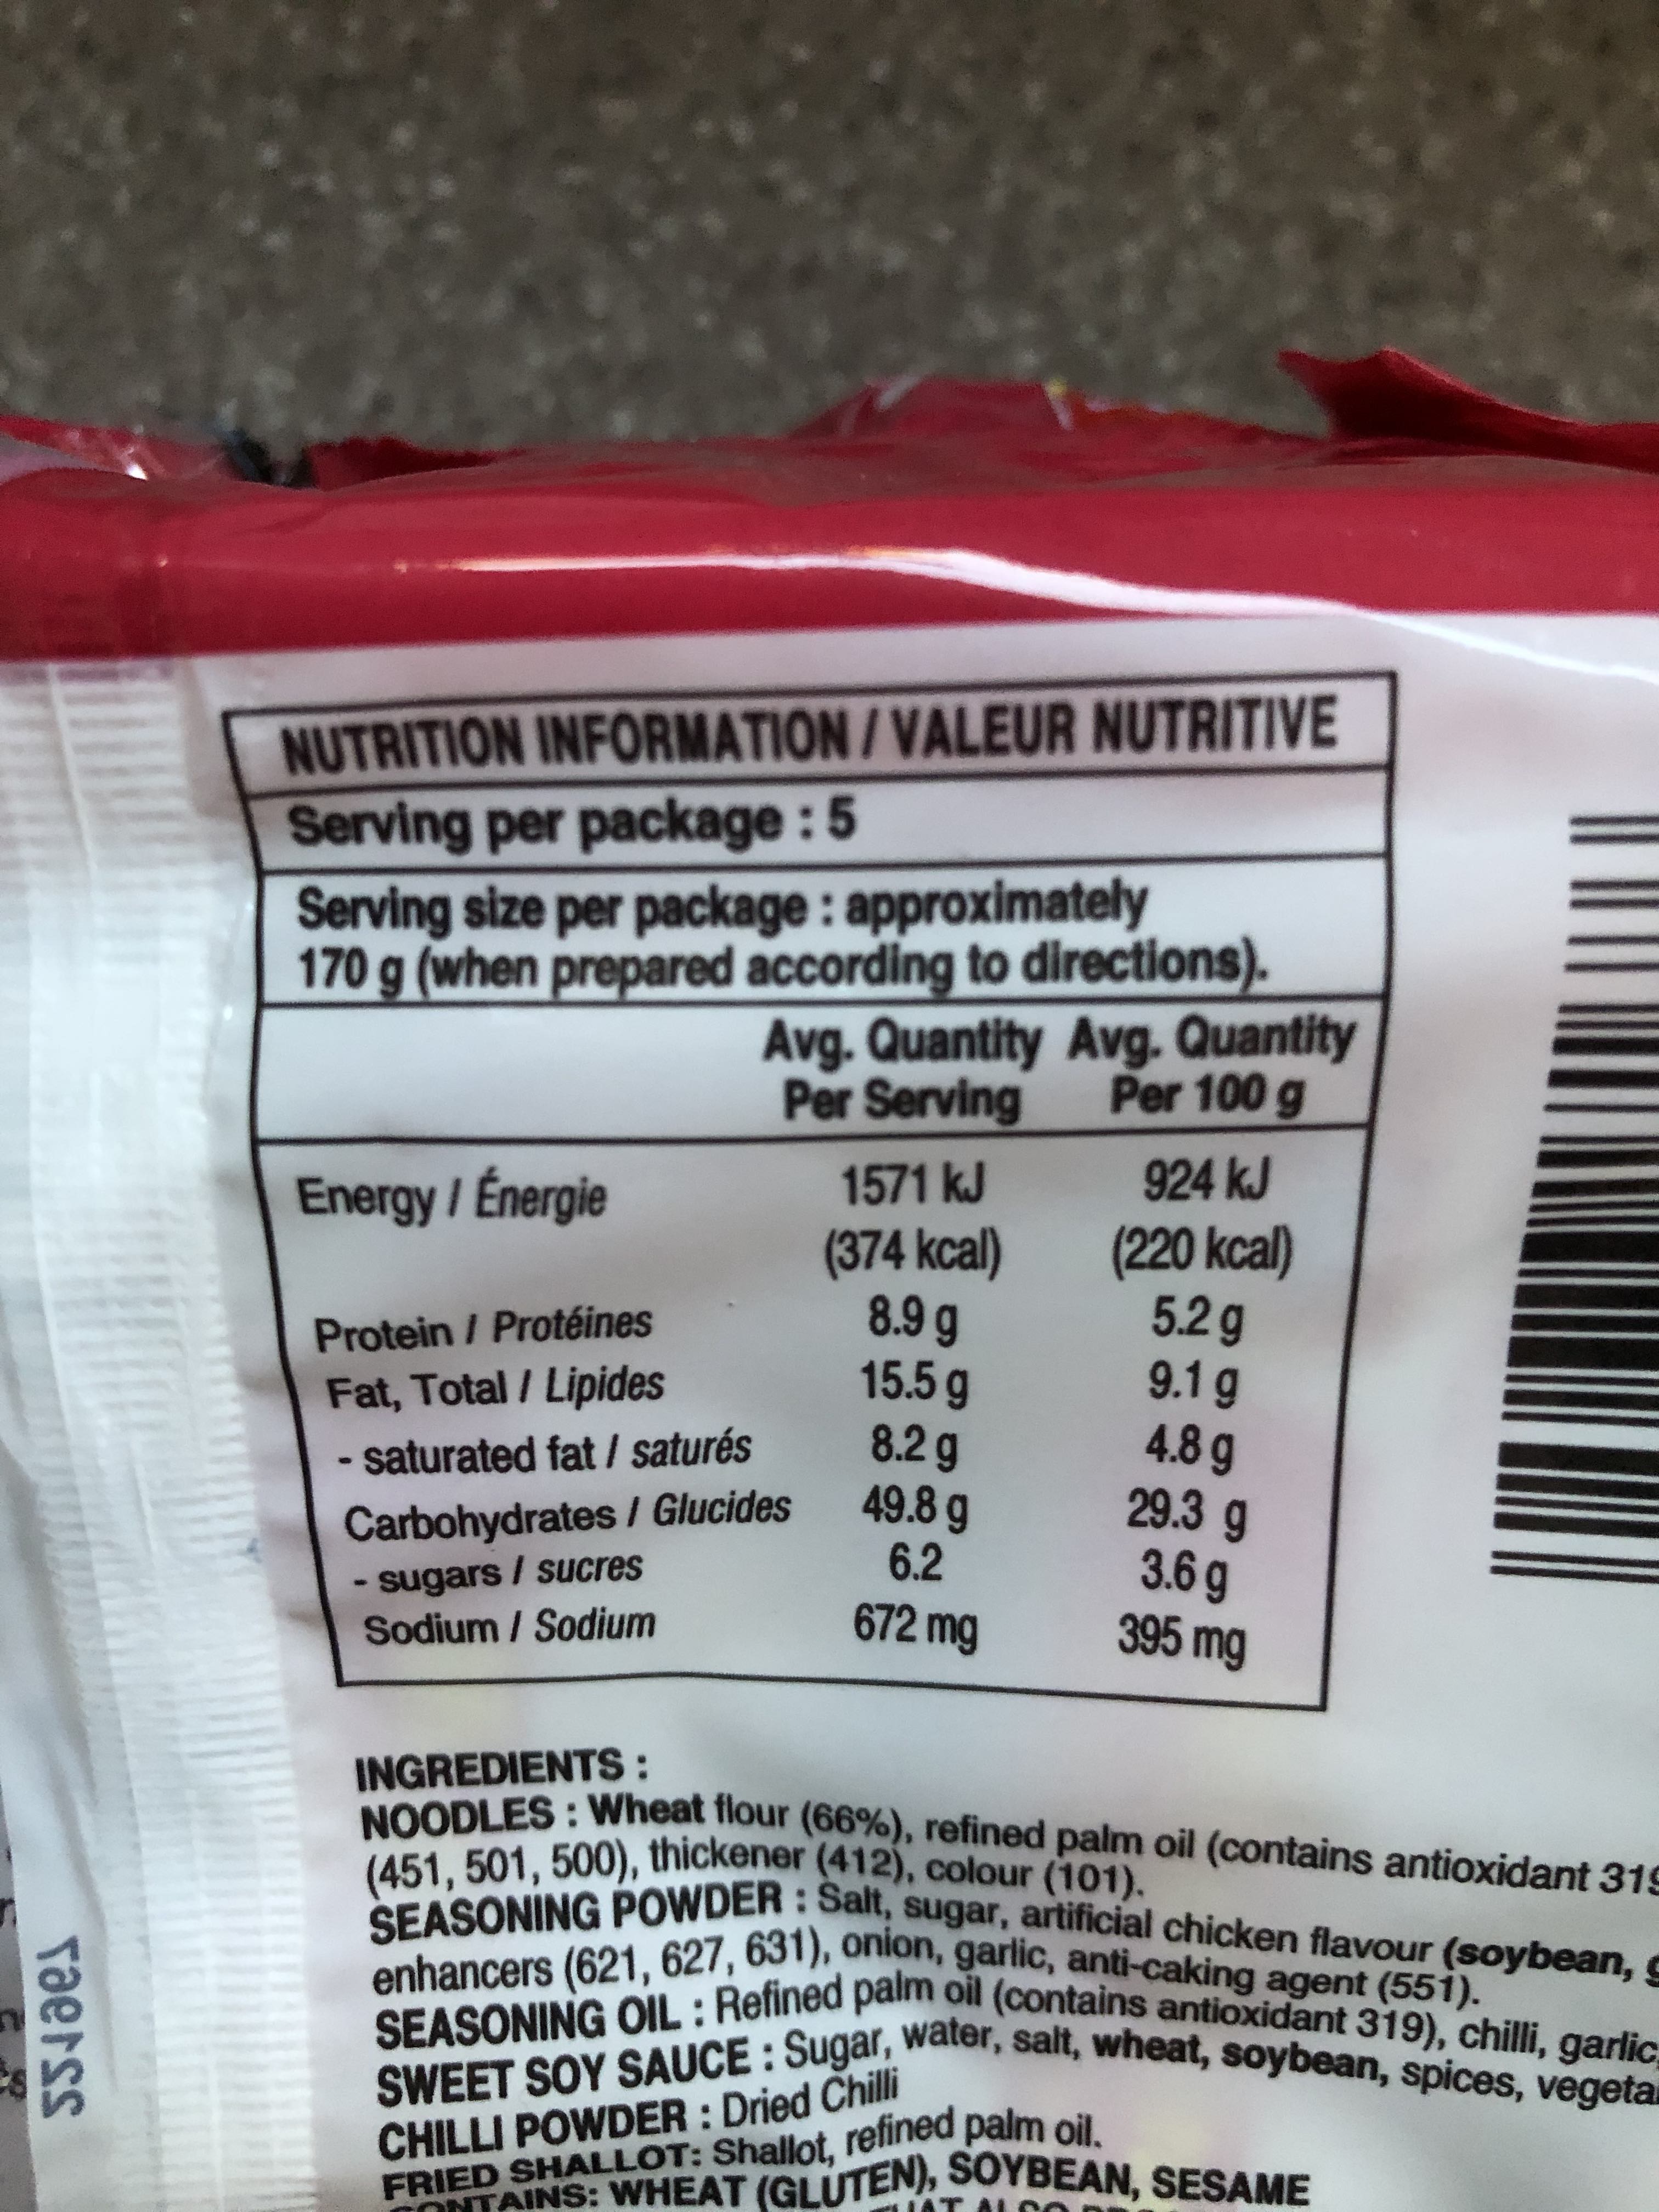 NUTRITION INFORMATION / VALEUR NUTRITIVE
Serving per package : 5
Serving size per package : approximately
170 g (when prepared according to directions).
Avg. Quantity Avg. Quantity
Per Serving Per 100 g
Energy / Énergie 1571 kJ 924 kJ
(374 kcal) (220 kcal)
Protein / Protéines 8.9 g 5.2 g
Fat, Total / Lipides 15.5 g 9.1 g
- saturated fat / saturés 8.2 g 4.8 g
Carbohydrates / Glucides 49.8 g 29.3 g
- sugars / sucres 6.2 3.6 g
Sodium / Sodium 672 mg 395 mg
INGREDIENTS :
NOODLES : Wheat flour (66%), refined palm oil (contains antioxidant 319
(451, 501, 500), thickener (412), colour (101).
SEASONING POWDER : Salt, sugar, artificial chicken flavour (soybean,
enhancers (621, 627, 631), onion, garlic, anti-caking agent (551).
SEASONING OIL : Refined palm oil (contains antioxidant 319), chilli, garlic,
SWEET SOY SAUCE : Sugar, water, salt, wheat, soybean, spices, vegeta
CHILLI POWDER : Dried Chilli
FRIED SHALLOT: Shallot, refined palm oil.
CONTAINS: WHEAT (GLUTEN), SOYBEAN, SESAME
221967